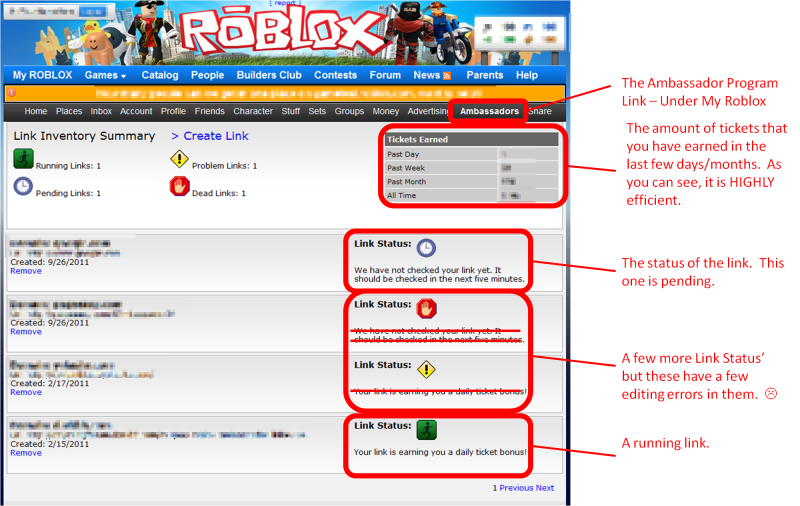 [ report ]
ROBLOX
My ROBLOX Games Catalog People Builders Club Contests Forum News Parents Help
Home Places Inbox Account Profile Friends Character Stuff Sets Groups Money Advertising Ambassadors Share
Link Inventory Summary > Create Link
Running Links: 1
Problem Links: 1
Pending Links: 1
Dead Links: 1
Tickets Earned
Past Day
Past Week
Past Month
All Time
Created: 9/26/2011
Remove
Link Status:
We have not checked your link yet. It
should be checked in the next five minutes.
Created: 9/26/2011
Remove
Link Status:
We have not checked your link yet. It
should be checked in the next five minutes.
Created: 2/17/2011
Remove
Link Status:
Your link is earning you a daily ticket bonus!
Created: 2/15/2011
Remove
Link Status:
Your link is earning you a daily ticket bonus!
1 Previous Next
The Ambassador Program
Link – Under My Roblox
The amount of tickets that
you have earned in the
last few days/months. As
you can see, it is HIGHLY
efficient.
The status of the link. This
one is pending.
A few more Link Status’
but these have a few
editing errors in them. ☹
A running link.